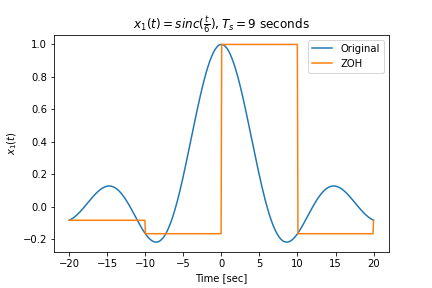 x₁(t) = sinc(t/6), Tₛ = 9 seconds
Original
ZOH
x₁(t)
1.0
0.8
0.6
0.4
0.2
0.0
−0.2
−20 −15 −10 −5 0 5 10 15 20
Time [sec]